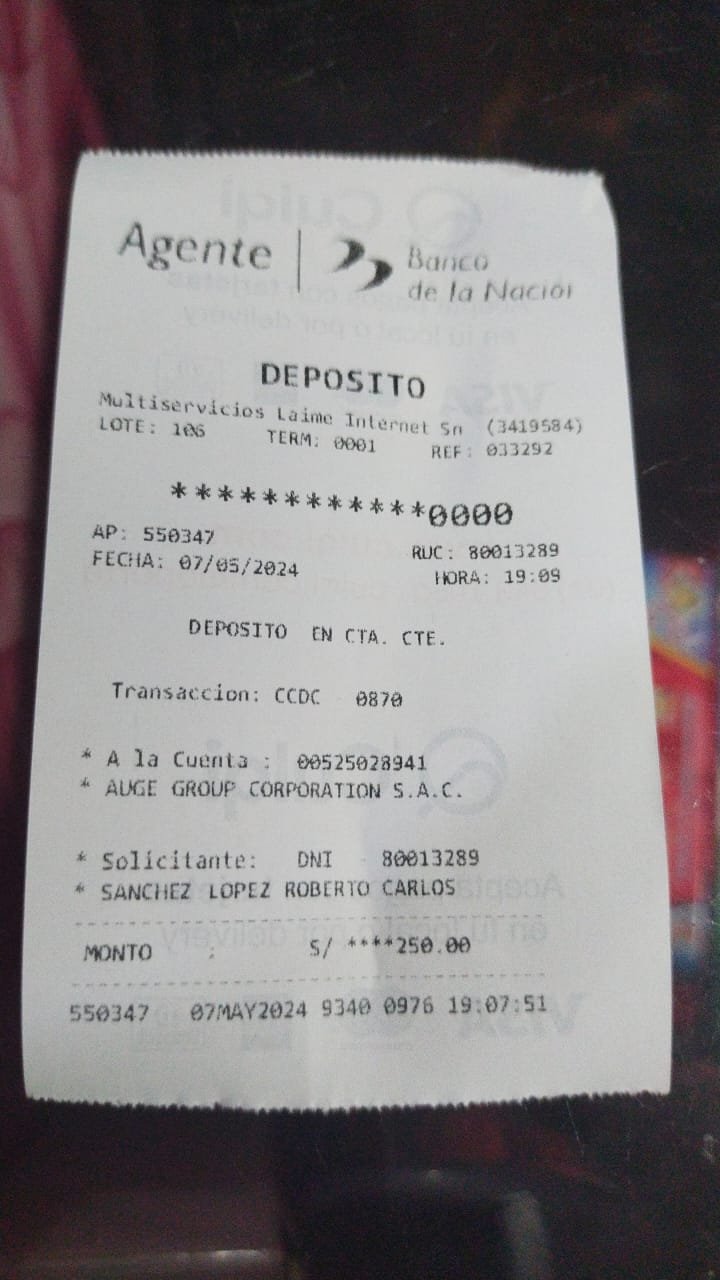 Agente | Banco
de la Nación
DEPOSITO
Multiservicios Laime Internet Sn (3419584)
LOTE: 106 TERM: 0001 REF: 033292
************0000
AP: 550347 RUC: 80013289
FECHA: 07/05/2024 HORA: 19:09
DEPOSITO EN CTA. CTE.
Transaccion: CCDC 0870
* A la Cuenta : 00525028941
* AUGE GROUP CORPORATION S.A.C.
* Solicitante: DNI 80013289
* SANCHEZ LOPEZ ROBERTO CARLOS
MONTO : S/ ****250.00
550347 07MAY2024 9340 0976 19:07:51